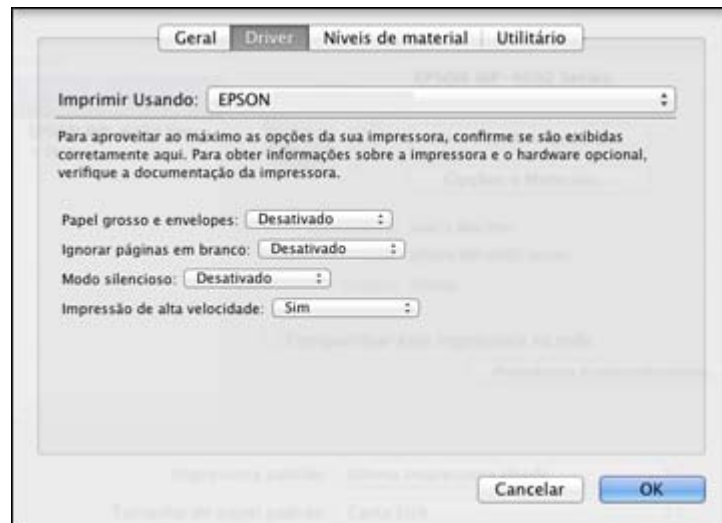 Geral Driver Níveis de material Utilitário
Imprimir Usando: EPSON
Para aproveitar ao máximo as opções da sua impressora, confirme se são exibidas
corretamente aqui. Para obter informações sobre a impressora e o hardware opcional,
verifique a documentação da impressora.
Papel grosso e envelopes: Desativado
Ignorar páginas em branco: Desativado
Modo silencioso: Desativado
Impressão de alta velocidade: Sim
Cancelar OK